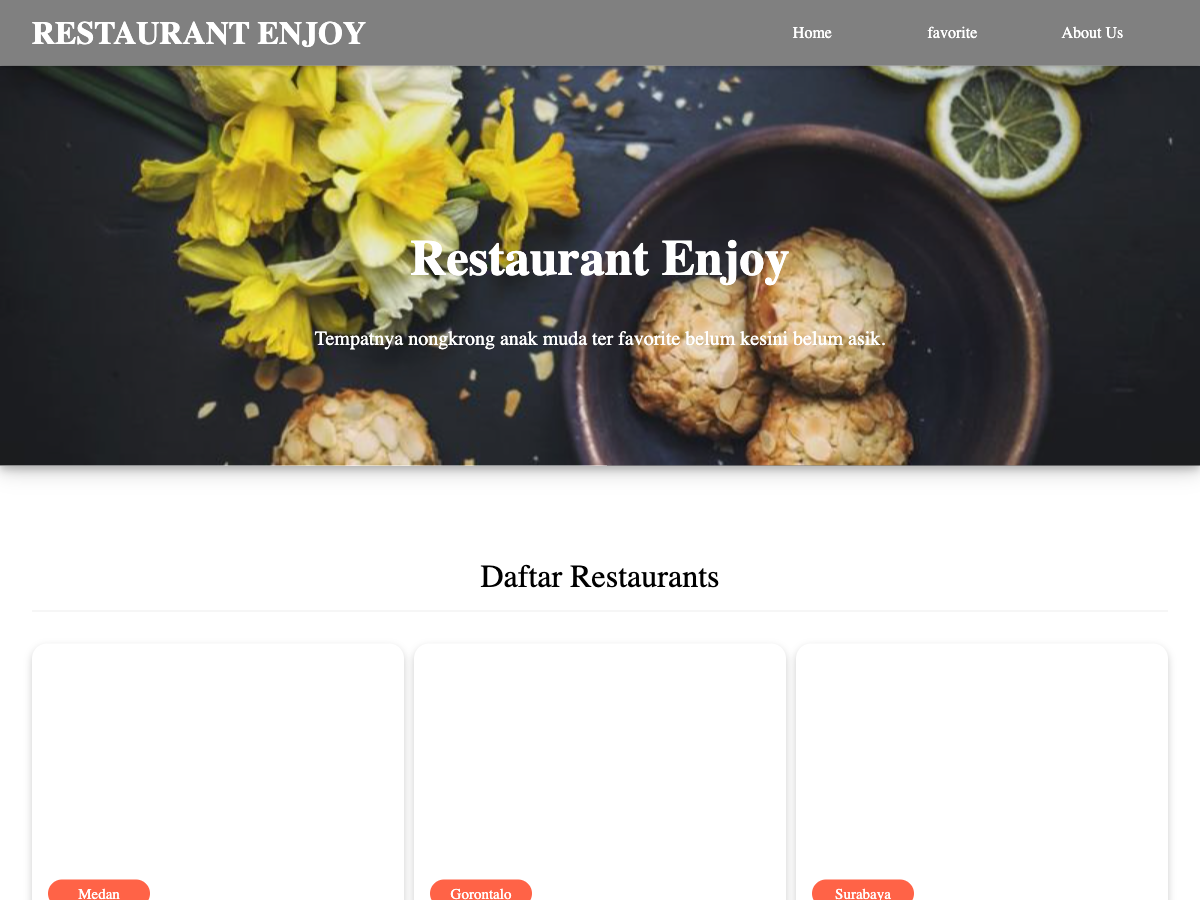 RESTAURANT ENJOY
Home
favorite
About Us
Restaurant Enjoy
Tempatnya nongkrong anak muda ter favorite belum kesini belum asik.
Daftar Restaurants
Medan
Gorontalo
Surabaya